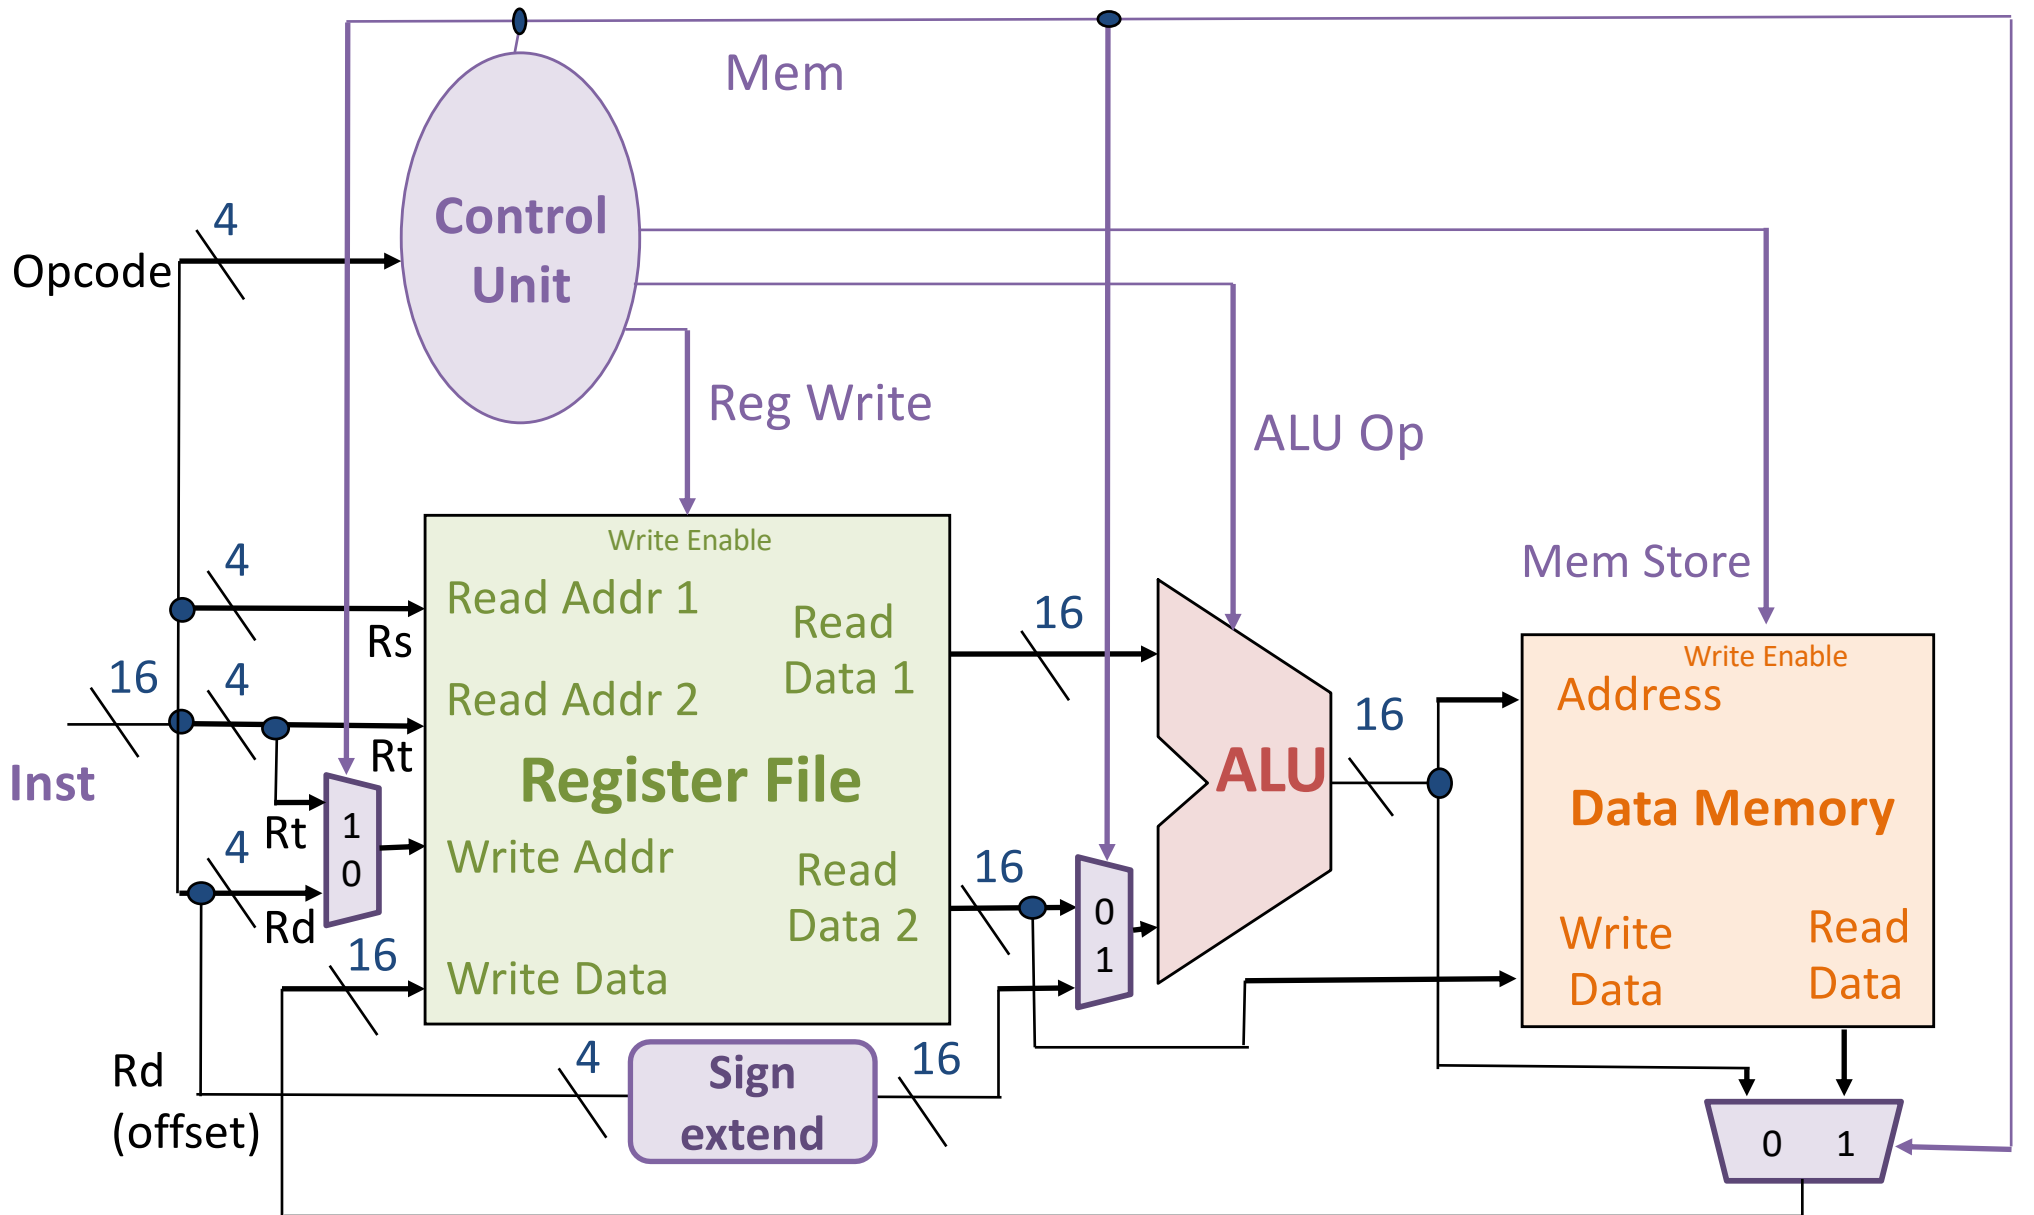 Mem
Control
Unit
4
Opcode
Reg Write
ALU Op
Write Enable
4
Read Addr 1
Rs
Read
Data 1
16
Mem Store
16
4
Read Addr 2
Rt
Write Enable
Address
16
Inst
Register File
ALU
Data Memory
Rt
1
0
4
Write Addr
Rd
Read
Data 2
16
0
1
Write
Data
Read
Data
16
Write Data
Rd
(offset)
4
Sign
extend
16
0 1